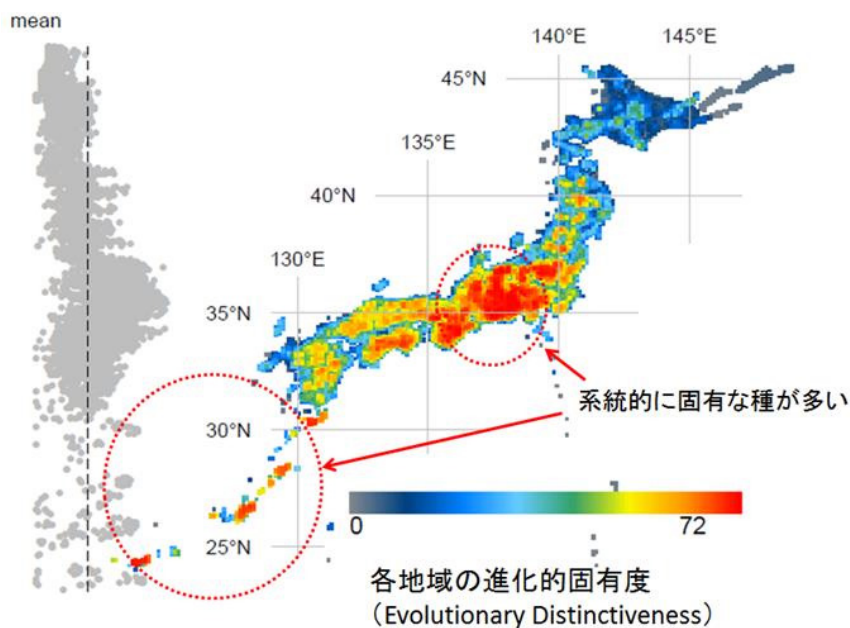 mean
140°E
145°E
45°N
135°E
40°N
130°E
35°N
系統的に固有な種が多い
30°N
0
72
25°N
各地域の進化的固有度
（Evolutionary Distinctiveness）